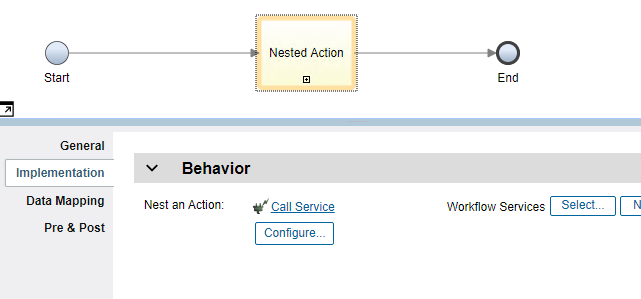 Nested Action
Start
End
General
Implementation
Data Mapping
Pre & Post
Behavior
Nest an Action:
Call Service
Configure...
Workflow Services
Select...